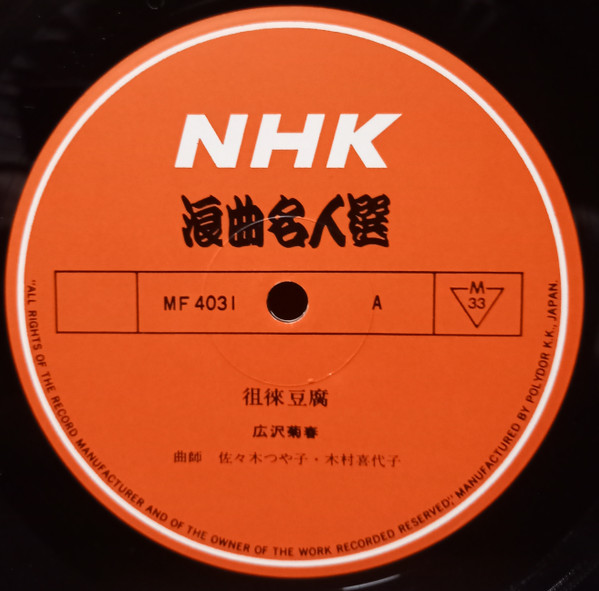 NHK
浪曲名人選
MF 4031 A M 33
徂徠豆腐
広沢菊春
曲師 佐々木つや子・木村喜代子
"ALL RIGHTS OF THE RECORD MANUFACTURER AND OF THE OWNER OF THE WORK RECORDED RESERVED," MANUFACTURED BY POLYDOR K.K., JAPAN.